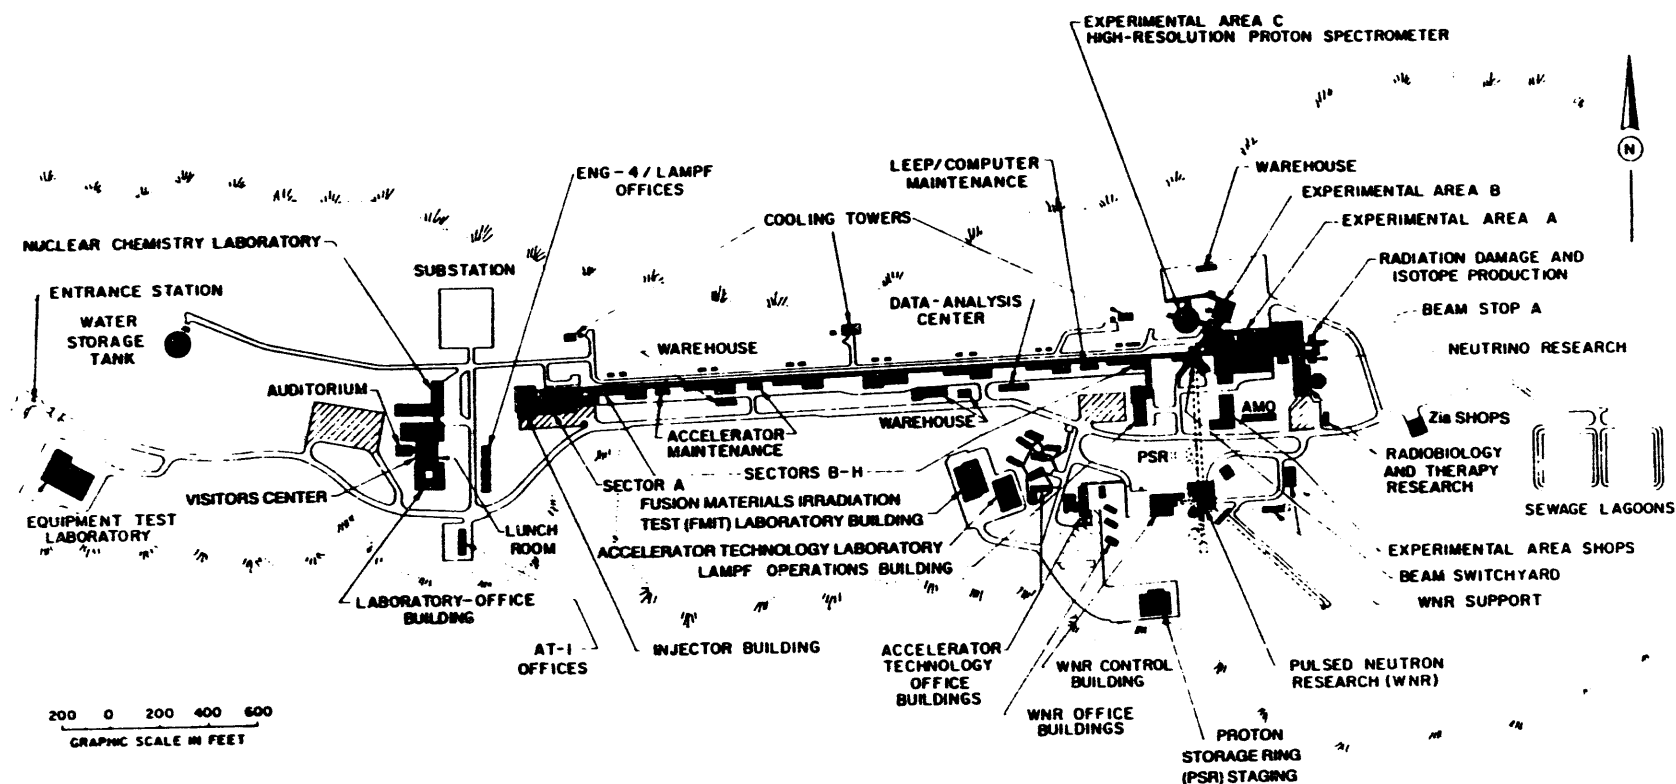 EXPERIMENTAL AREA C
HIGH-RESOLUTION PROTON SPECTROMETER
N
WAREHOUSE
EXPERIMENTAL AREA B
EXPERIMENTAL AREA A
RADIATION DAMAGE AND
ISOTOPE PRODUCTION
BEAM STOP A
NEUTRINO RESEARCH
ENG-4/LAMPF
OFFICES
LEEP/COMPUTER
MAINTENANCE
COOLING TOWERS
NUCLEAR CHEMISTRY LABORATORY
SUBSTATION
ENTRANCE STATION
WATER
STORAGE
TANK
DATA-ANALYSIS
CENTER
WAREHOUSE
AUDITORIUM
WAREHOUSE
AMO
Zia SHOPS
ACCELERATOR
MAINTENANCE
PSR
RADIOBIOLOGY
AND THERAPY
RESEARCH
SECTORS B-H
SECTOR A
VISITORS CENTER
FUSION MATERIALS IRRADIATION
TEST (FMIT) LABORATORY BUILDING
SEWAGE LAGOONS
EQUIPMENT TEST
LABORATORY
LUNCH
ROOM
ACCELERATOR TECHNOLOGY LABORATORY
LAMPF OPERATIONS BUILDING
EXPERIMENTAL AREA SHOPS
BEAM SWITCHYARD
WNR SUPPORT
LABORATORY-OFFICE
BUILDING
AT-1
OFFICES
INJECTOR BUILDING
ACCELERATOR
TECHNOLOGY
OFFICE
BUILDINGS
WNR CONTROL
BUILDING
PULSED NEUTRON
RESEARCH (WNR)
WNR OFFICE
BUILDINGS
PROTON
STORAGE RING
(PSR) STAGING
200 0 200 400 600
GRAPHIC SCALE IN FEET